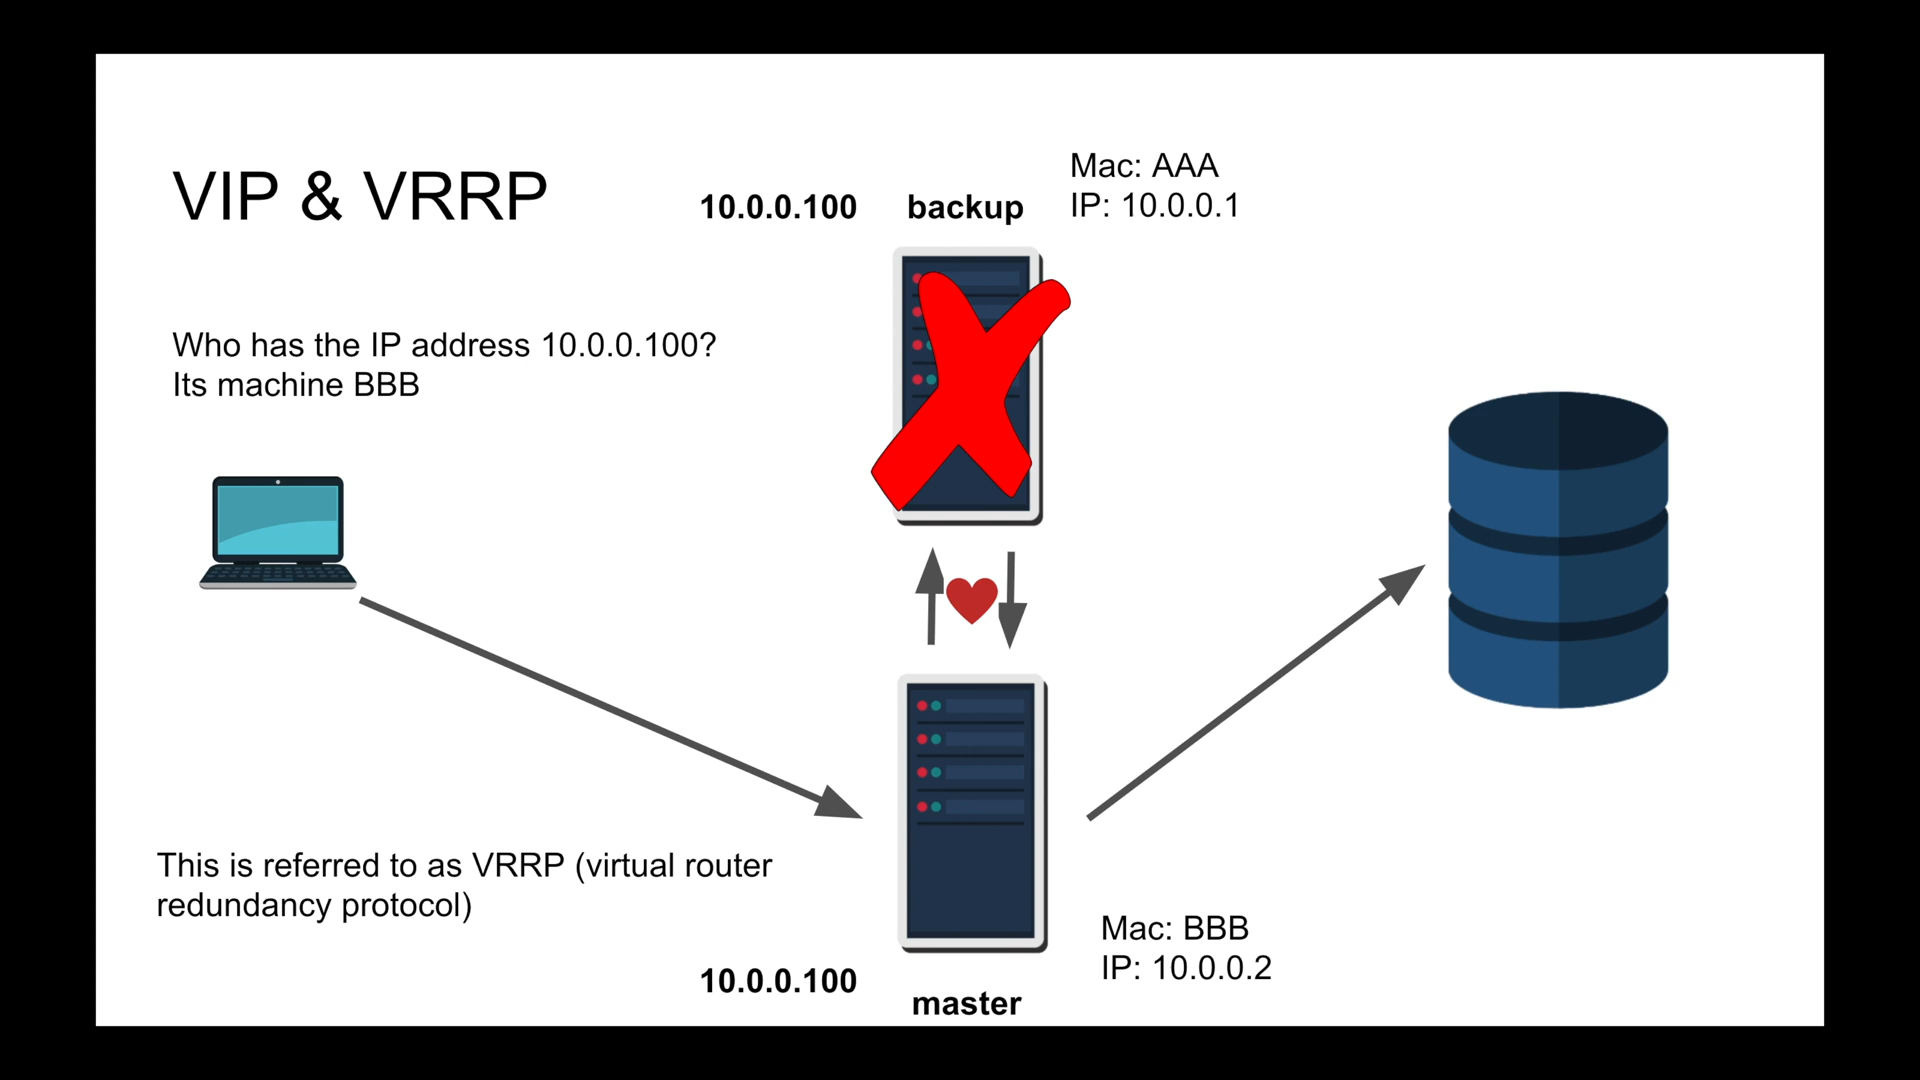 VIP & VRRP
10.0.0.100
backup
Mac: AAA
IP: 10.0.0.1
Who has the IP address 10.0.0.100?
Its machine BBB
This is referred to as VRRP (virtual router
redundancy protocol)
10.0.0.100
master
Mac: BBB
IP: 10.0.0.2